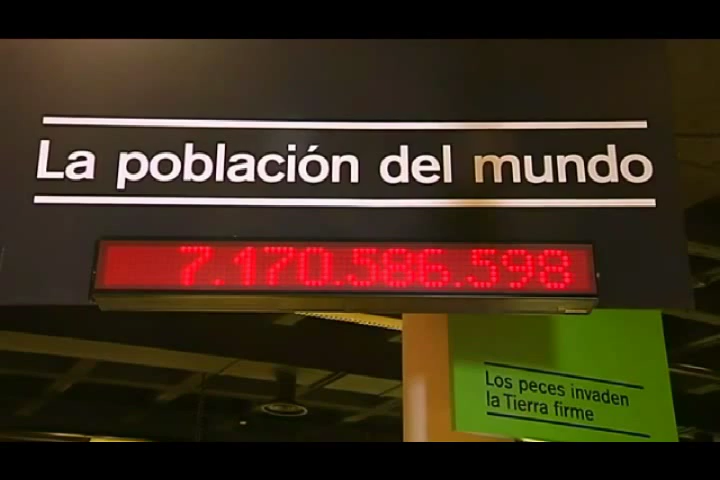 La población del mundo
7.170.586.598
Los peces invaden
la Tierra firme